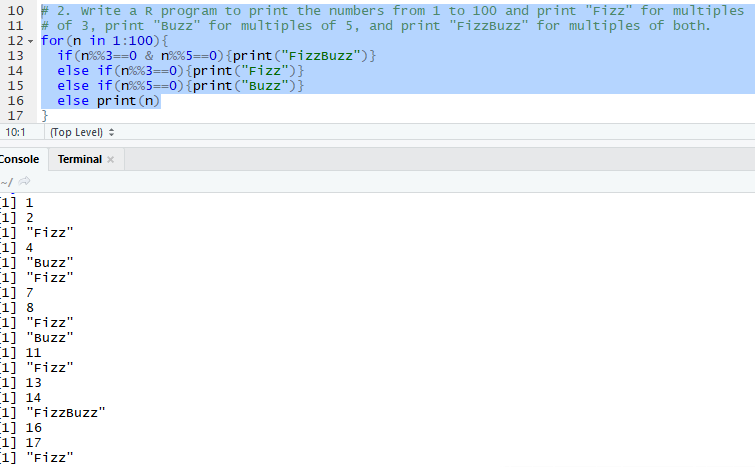 10 # 2. Write a R program to print the numbers from 1 to 100 and print "Fizz" for multiples
11 # of 3, print "Buzz" for multiples of 5, and print "FizzBuzz" for multiples of both.
12 for(n in 1:100){
13   if(n%%3==0 & n%%5==0){print("FizzBuzz")}
14   else if(n%%3==0){print("Fizz")}
15   else if(n%%5==0){print("Buzz")}
16   else print(n)
17 }
10:1 (Top Level)
Console Terminal ×
~/
[1] 1
[1] 2
[1] "Fizz"
[1] 4
[1] "Buzz"
[1] "Fizz"
[1] 7
[1] 8
[1] "Fizz"
[1] "Buzz"
[1] 11
[1] "Fizz"
[1] 13
[1] 14
[1] "FizzBuzz"
[1] 16
[1] 17
[1] "Fizz"